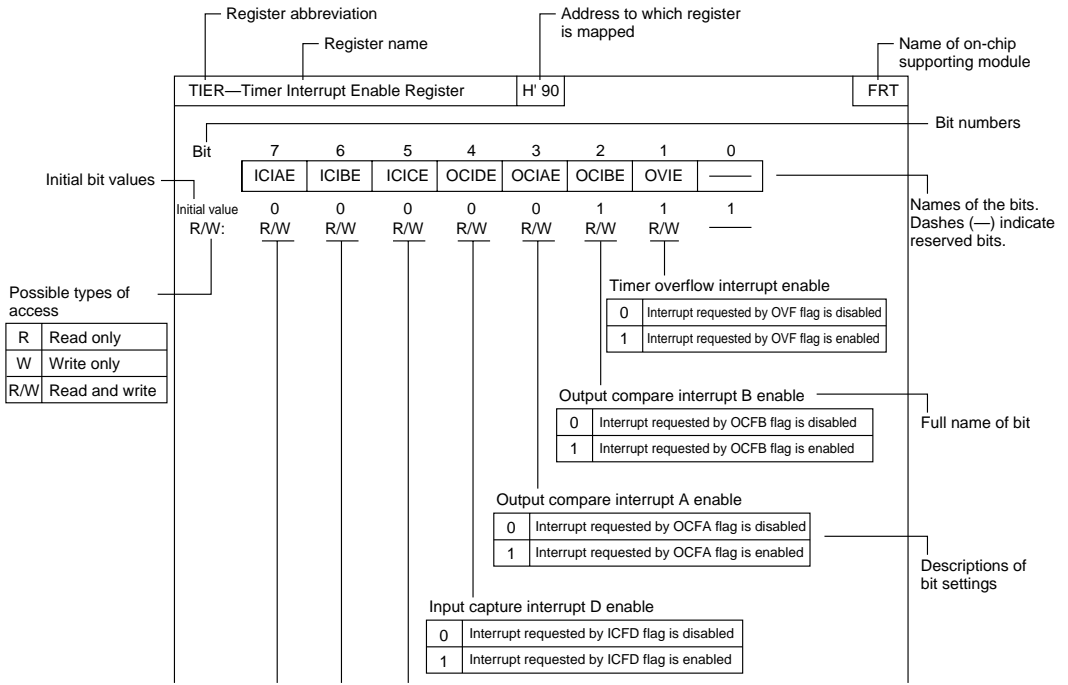 Register abbreviation
Register name
Address to which register
is mapped
Name of on-chip
supporting module
TIER—Timer Interrupt Enable Register H' 90 FRT
Bit numbers
Bit 7 6 5 4 3 2 1 0
ICIAE ICIBE ICICE OCIDE OCIAE OCIBE OVIE —
Initial bit values
Initial value 0 0 0 0 0 1 1 1
R/W: R/W R/W R/W R/W R/W R/W R/W —
Names of the bits.
Dashes (—) indicate
reserved bits.
Possible types of
access
R Read only
W Write only
R/W Read and write
Timer overflow interrupt enable
0 Interrupt requested by OVF flag is disabled
1 Interrupt requested by OVF flag is enabled
Output compare interrupt B enable
0 Interrupt requested by OCFB flag is disabled
1 Interrupt requested by OCFB flag is enabled
Full name of bit
Output compare interrupt A enable
0 Interrupt requested by OCFA flag is disabled
1 Interrupt requested by OCFA flag is enabled
Descriptions of
bit settings
Input capture interrupt D enable
0 Interrupt requested by ICFD flag is disabled
1 Interrupt requested by ICFD flag is enabled